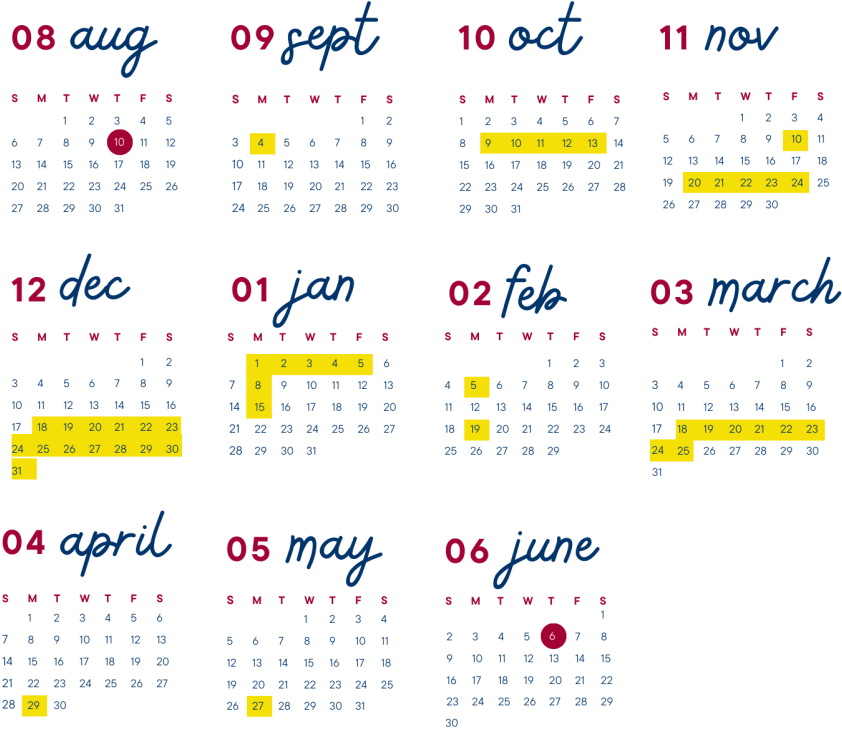 08 aug
S M T W T F S
1 2 3 4 5
6 7 8 9 10 11 12
13 14 15 16 17 18 19
20 21 22 23 24 25 26
27 28 29 30 31
09 sept
S M T W T F S
1 2
3 4 5 6 7 8 9
10 11 12 13 14 15 16
17 18 19 20 21 22 23
24 25 26 27 28 29 30
10 oct
S M T W T F S
1 2 3 4 5 6 7
8 9 10 11 12 13 14
15 16 17 18 19 20 21
22 23 24 25 26 27 28
29 30 31
11 nov
S M T W T F S
1 2 3 4
5 6 7 8 9 10 11
12 13 14 15 16 17 18
19 20 21 22 23 24 25
26 27 28 29 30
12 dec
S M T W T F S
1 2
3 4 5 6 7 8 9
10 11 12 13 14 15 16
17 18 19 20 21 22 23
24 25 26 27 28 29 30
31
01 jan
S M T W T F S
1 2 3 4 5 6
7 8 9 10 11 12 13
14 15 16 17 18 19 20
21 22 23 24 25 26 27
28 29 30 31
02 feb
S M T W T F S
1 2 3
4 5 6 7 8 9 10
11 12 13 14 15 16 17
18 19 20 21 22 23 24
25 26 27 28 29
03 march
S M T W T F S
1 2
3 4 5 6 7 8 9
10 11 12 13 14 15 16
17 18 19 20 21 22 23
24 25 26 27 28 29 30
31
04 april
S M T W T F S
1 2 3 4 5 6
7 8 9 10 11 12 13
14 15 16 17 18 19 20
21 22 23 24 25 26 27
28 29 30
05 may
S M T W T F S
1 2 3 4
5 6 7 8 9 10 11
12 13 14 15 16 17 18
19 20 21 22 23 24 25
26 27 28 29 30 31
06 june
S M T W T F S
1
2 3 4 5 6 7 8
9 10 11 12 13 14 15
16 17 18 19 20 21 22
23 24 25 26 27 28 29
30